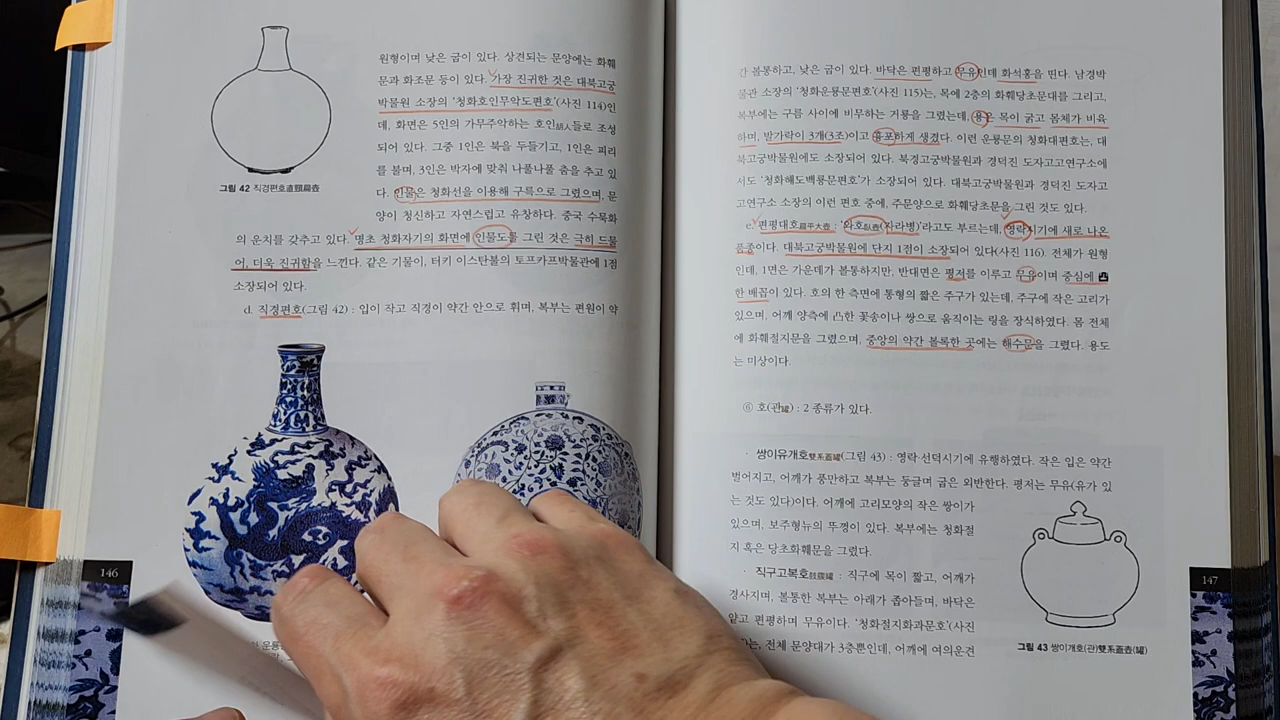 원형이며 낮은 굽이 있다. 상견되는 문양에는 화훼
문과 화조문 등이 있다. 가장 진귀한 것은 대북고궁
박물원 소장의 '청화호인무악도편호'(사진 114)인
데, 화면은 5인의 가무주악하는 호인胡人들로 조성
되어 있다. 그중 1인은 북을 두들기고, 1인은 피리
를 불며, 3인은 박자에 맞춰 나풀나풀 춤을 추고 있
다. 인물은 청화선을 이용해 구륵으로 그렸으며, 문
양이 청신하고 자연스럽고 유창하다. 중국 수묵화
의 운치를 갖추고 있다. 명초 청화자기의 화면에 인물도를 그린 것은 극히 드물
어, 더욱 진귀함을 느낀다. 같은 기물이, 터키 이스탄불의 토프카프박물관에 1점
소장되어 있다.
d. 직경편호(그림 42) : 입이 작고 직경이 약간 안으로 휘며, 복부는 편원이 약
그림 42 직경편호直頸扁壺
146
간 볼통하고, 낮은 굽이 있다. 바닥은 편평하고 무유인데 화석홍을 띤다. 남경박
물관 소장의 '청화운룡문편호'(사진 115)는, 목에 2층의 화훼당초문대를 그리고,
복부에는 구름 사이에 비무하는 거룡을 그렸는데, 용은 목이 굵고 몸체가 비육
하며, 발가락이 3개(3조)이고 흉포하게 생겼다. 이런 운룡문의 청화대편호는, 대
북고궁박물원에도 소장되어 있다. 북경고궁박물원과 경덕진 도자고고연구소에
서도 '청화해도백룡문편호'가 소장되어 있다. 대북고궁박물원과 경덕진 도자고
고연구소 소장의 이런 편호 중에, 주문양으로 화훼당초문을 그린 것도 있다.
e. 편평대호扁平大壺 : '와호臥壺(자라병)'라고도 부르는데, 영락시기에 새로 나온
품종이다. 대북고궁박물원에 단지 1점이 소장되어 있다(사진 116). 전체가 원형
인데, 1면은 가운데가 볼통하지만, 반대면은 평저를 이루고 무유이며 중심에 凸
한 배꼽이 있다. 호의 한 측면에 통형의 짧은 주구가 있는데, 주구에 작은 고리가
있으며, 어깨 양측에 凸한 꽃송이나 쌍으로 움직이는 링을 장식하였다. 몸 전체
에 화훼절지문을 그렸으며, 중앙의 약간 볼록한 곳에는 해수문을 그렸다. 용도
는 미상이다.
⑥ 호(관罐) : 2 종류가 있다.
· 쌍이유개호雙系蓋罐(그림 43) : 영락·선덕시기에 유행하였다. 작은 입은 약간
벌어지고, 어깨가 풍만하고 복부는 둥글며 굽은 외반한다. 평저는 무유(유가 있
는 것도 있다)이다. 어깨에 고리모양의 작은 쌍이가
있으며, 보주형뉴의 뚜껑이 있다. 복부에는 청화절
지 혹은 당초화훼문을 그렸다.
· 직구고복호鼓腹罐 : 직구에 목이 짧고, 어깨가
경사지며, 볼통한 복부는 아래가 좁아들며, 바닥은
얕고 편평하며 무유이다. '청화절지화과문호'(사진
는, 전체 문양대가 3층뿐인데, 어깨에 여의운견
그림 43 쌍이개호(관)雙系蓋壺(罐)
147